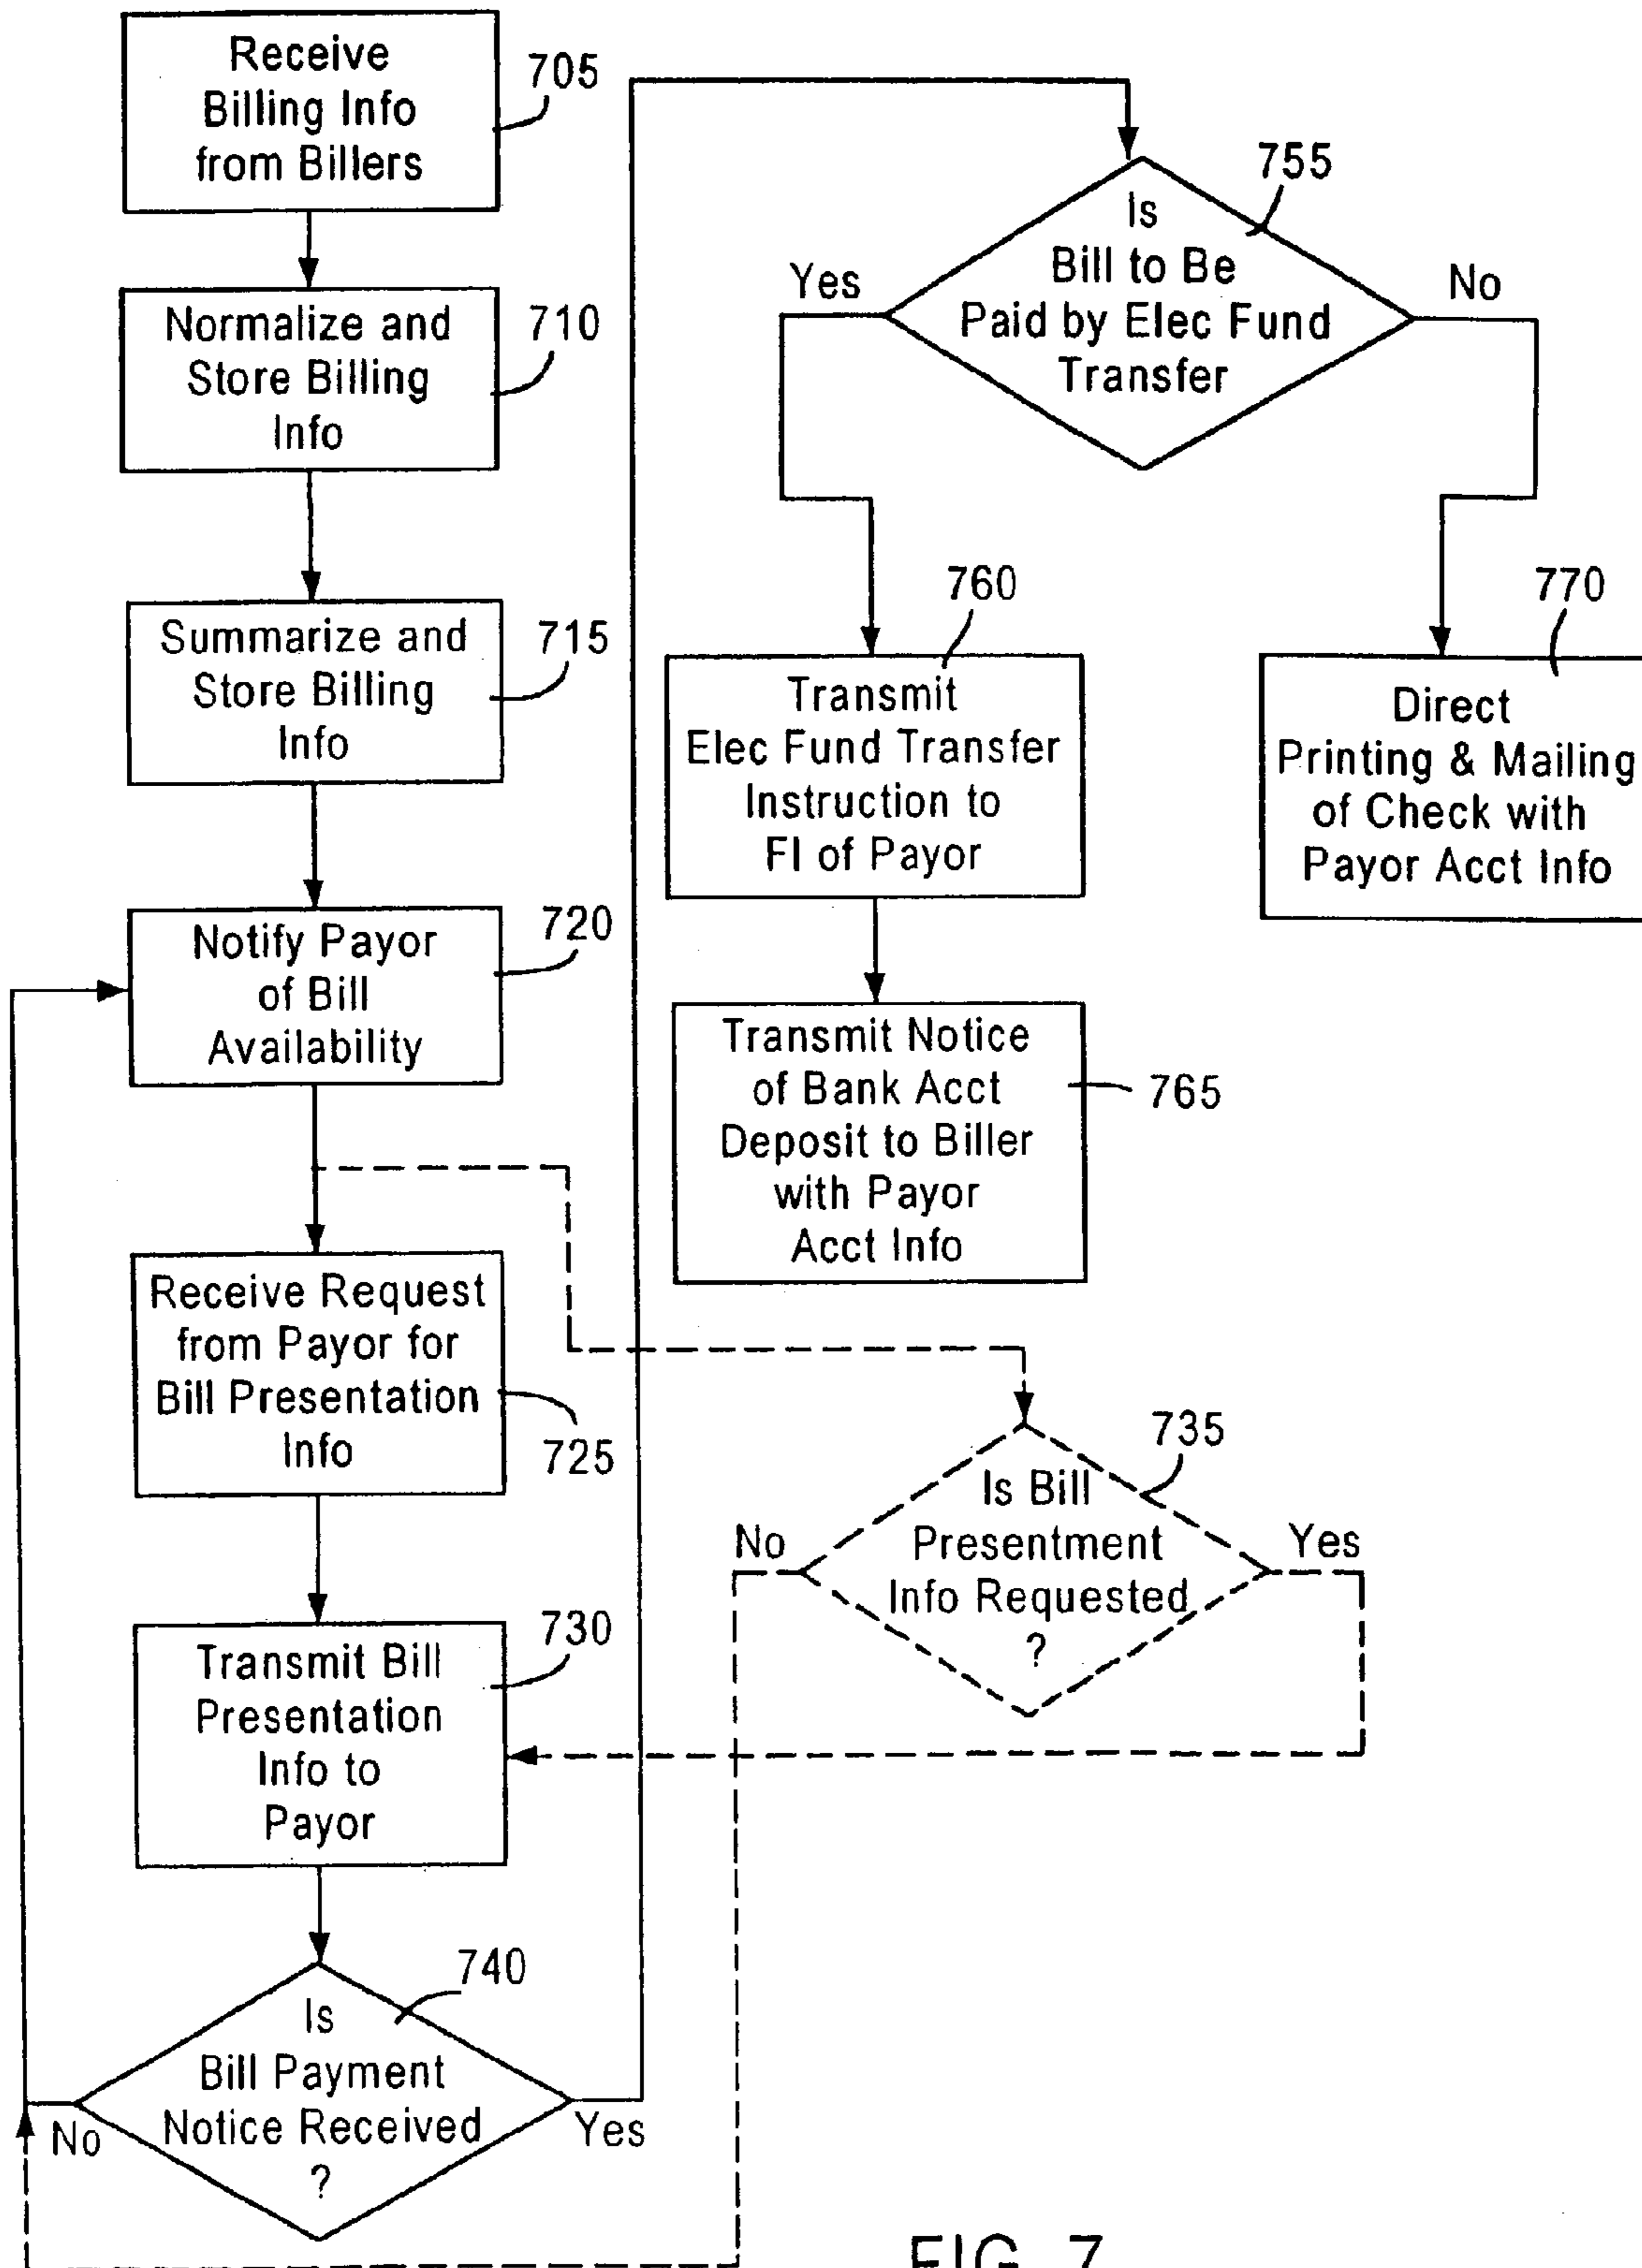 Receive
Billing Info
from Billers
705
Normalize and
Store Billing
Info
710
Summarize and
Store Billing
Info
715
Notify Payor
of Bill
Availability
720
Receive Request
from Payor for
Bill Presentation
Info
725
Transmit Bill
Presentation
Info to
Payor
730
Is
Bill Payment
Notice Received
?
740
No
Yes
Is
Bill to Be
Paid by Elec Fund
Transfer
755
Yes
No
Transmit
Elec Fund Transfer
Instruction to
FI of Payor
760
Transmit Notice
of Bank Acct
Deposit to Biller
with Payor
Acct Info
765
Direct
Printing & Mailing
of Check with
Payor Acct Info
770
Is Bill
Presentment
Info Requested
?
735
No
Yes
FIG. 7